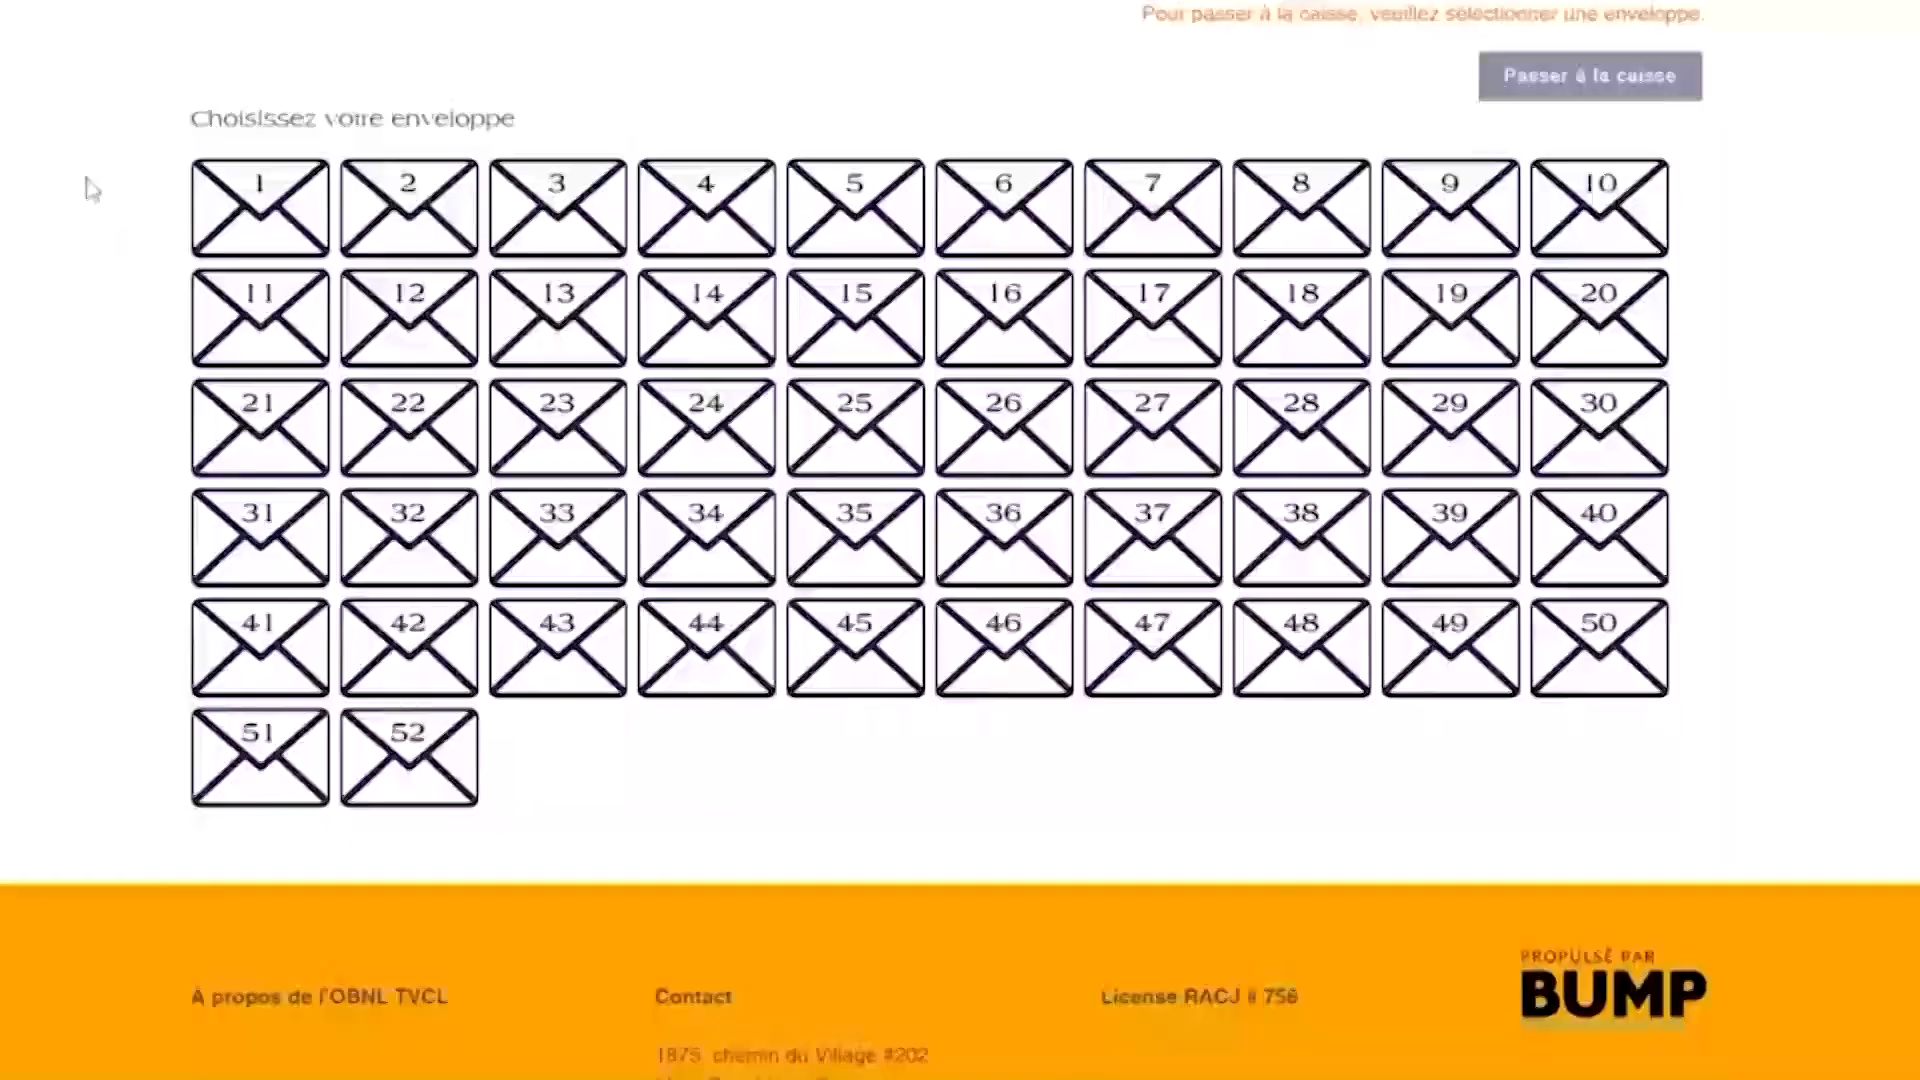 Pour passer à la caisse, veuillez sélectionner une enveloppe.
Passer à la caisse
Choisissez votre enveloppe
1 2 3 4 5 6 7 8 9 10
11 12 13 14 15 16 17 18 19 20
21 22 23 24 25 26 27 28 29 30
31 32 33 34 35 36 37 38 39 40
41 42 43 44 45 46 47 48 49 50
51 52
À propos de l'OBNL TVCL
Contact
License RACJ # 756
PROPULSÉ PAR
BUMP
1875, chemin du Village #202